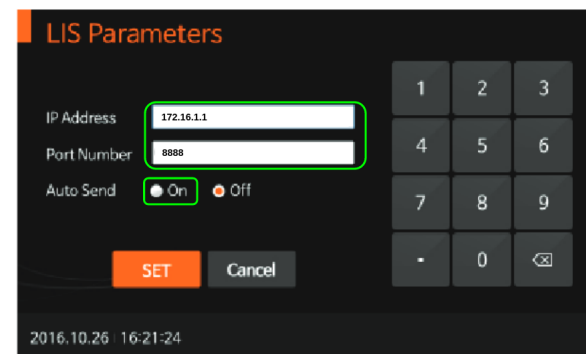 LIS Parameters
IP Address 172.16.1.1
Port Number 8888
Auto Send On Off
SET Cancel
1 2 3
4 5 6
7 8 9
. 0
2016.10.26 16:21:24